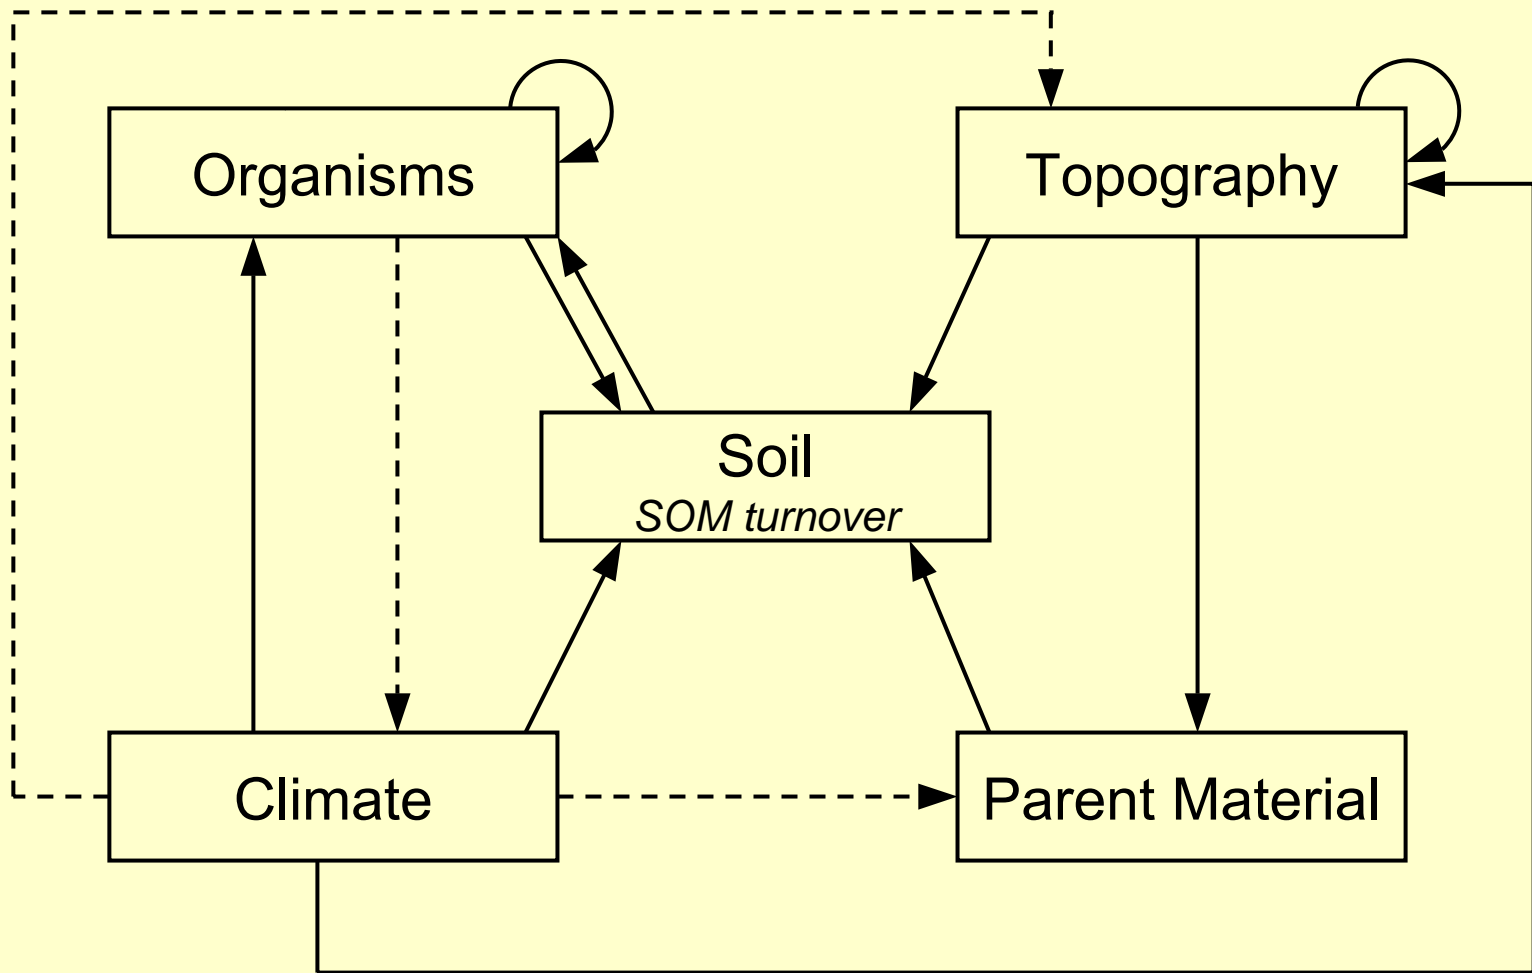 Organisms
Topography
Soil
SOM turnover
Climate
Parent Material